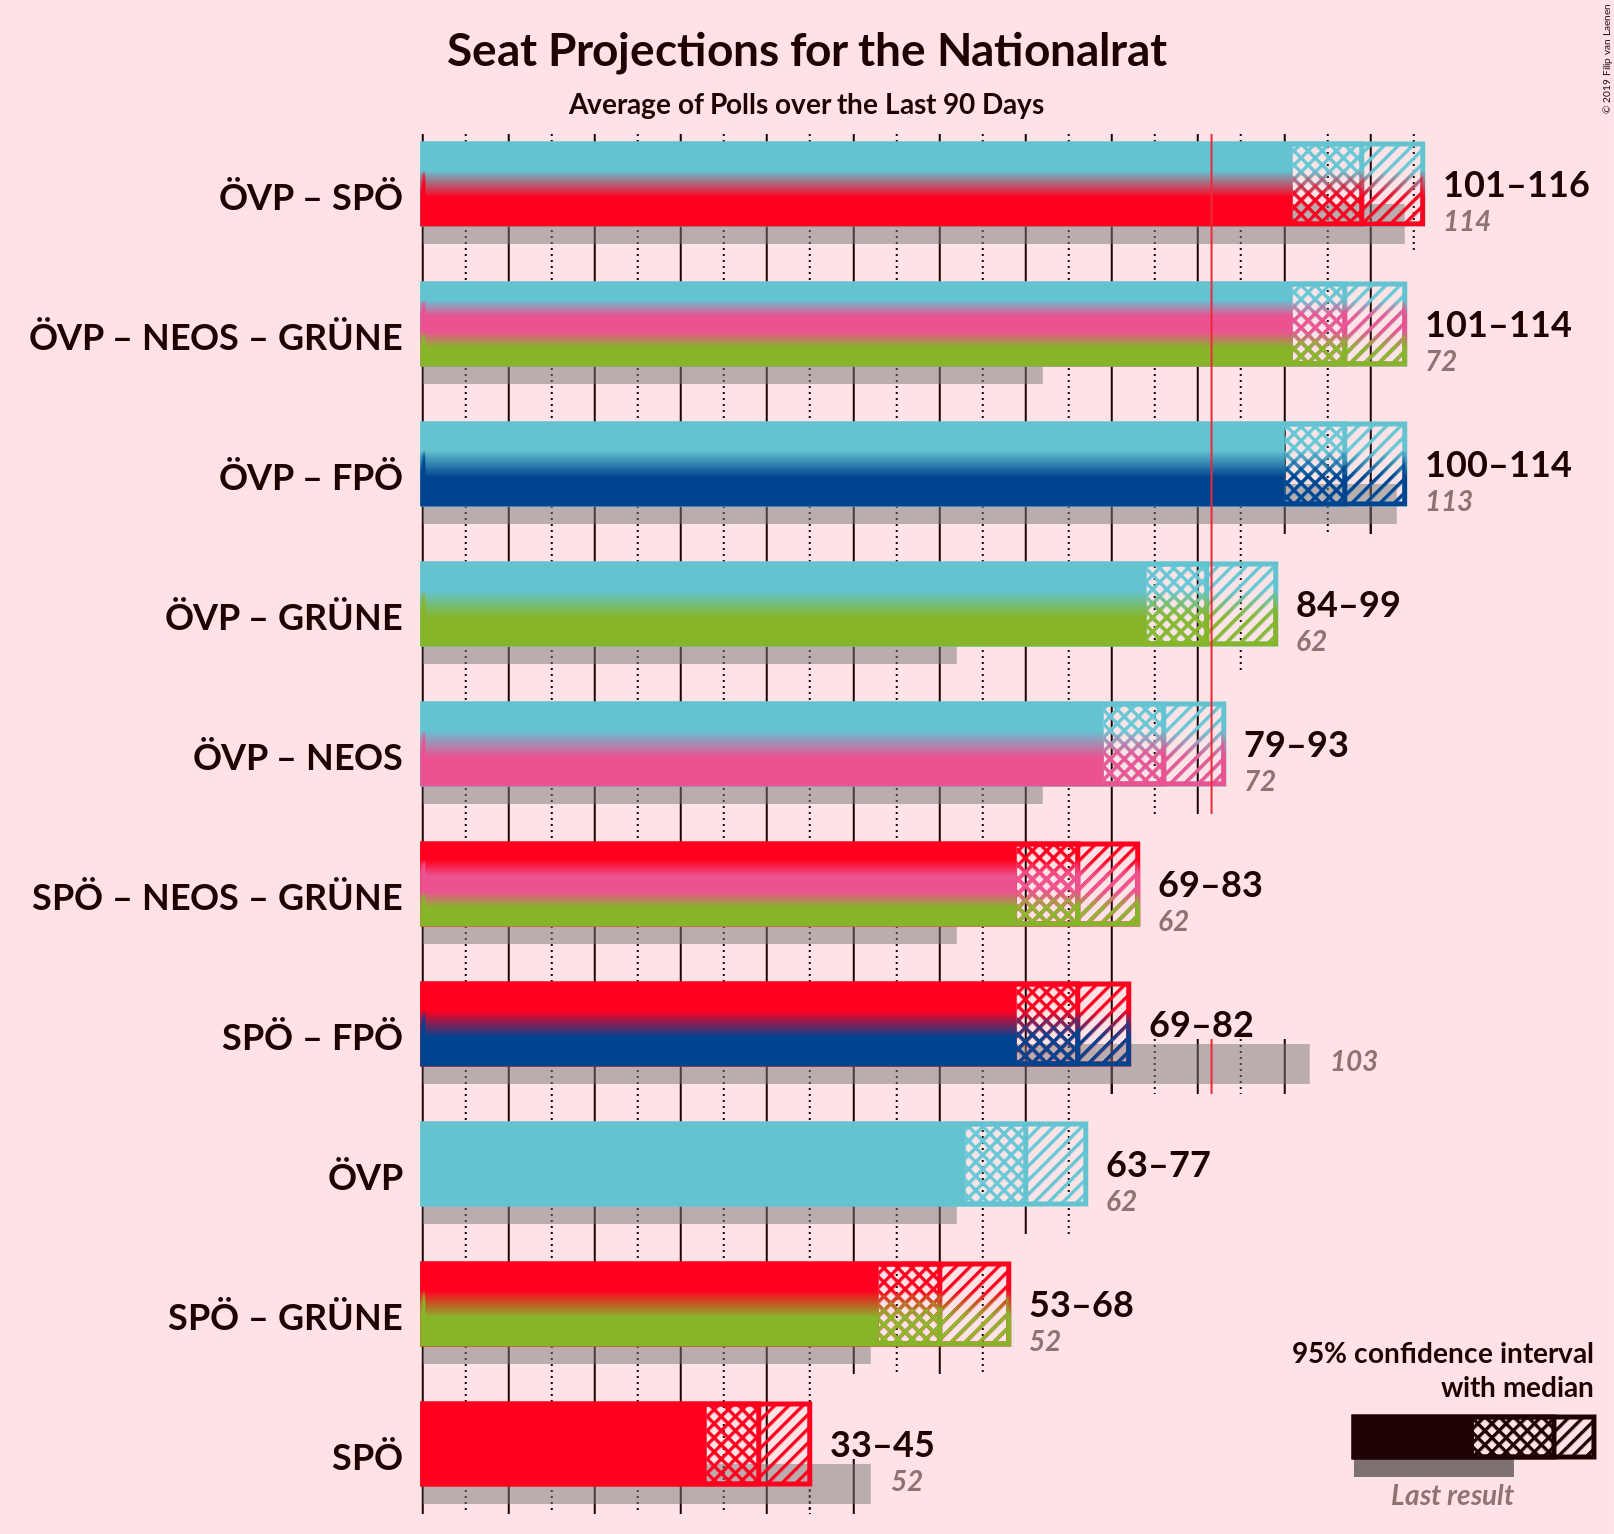 Seat Projections for the Nationalrat
Average of Polls over the Last 90 Days
© 2019 Filip van Laenen
ÖVP – SPÖ
101–116
114
ÖVP – NEOS – GRÜNE
101–114
72
ÖVP – FPÖ
100–114
113
ÖVP – GRÜNE
84–99
62
ÖVP – NEOS
79–93
72
SPÖ – NEOS – GRÜNE
69–83
62
SPÖ – FPÖ
69–82
103
ÖVP
63–77
62
SPÖ – GRÜNE
53–68
52
SPÖ
33–45
52
95% confidence interval
with median
Last result